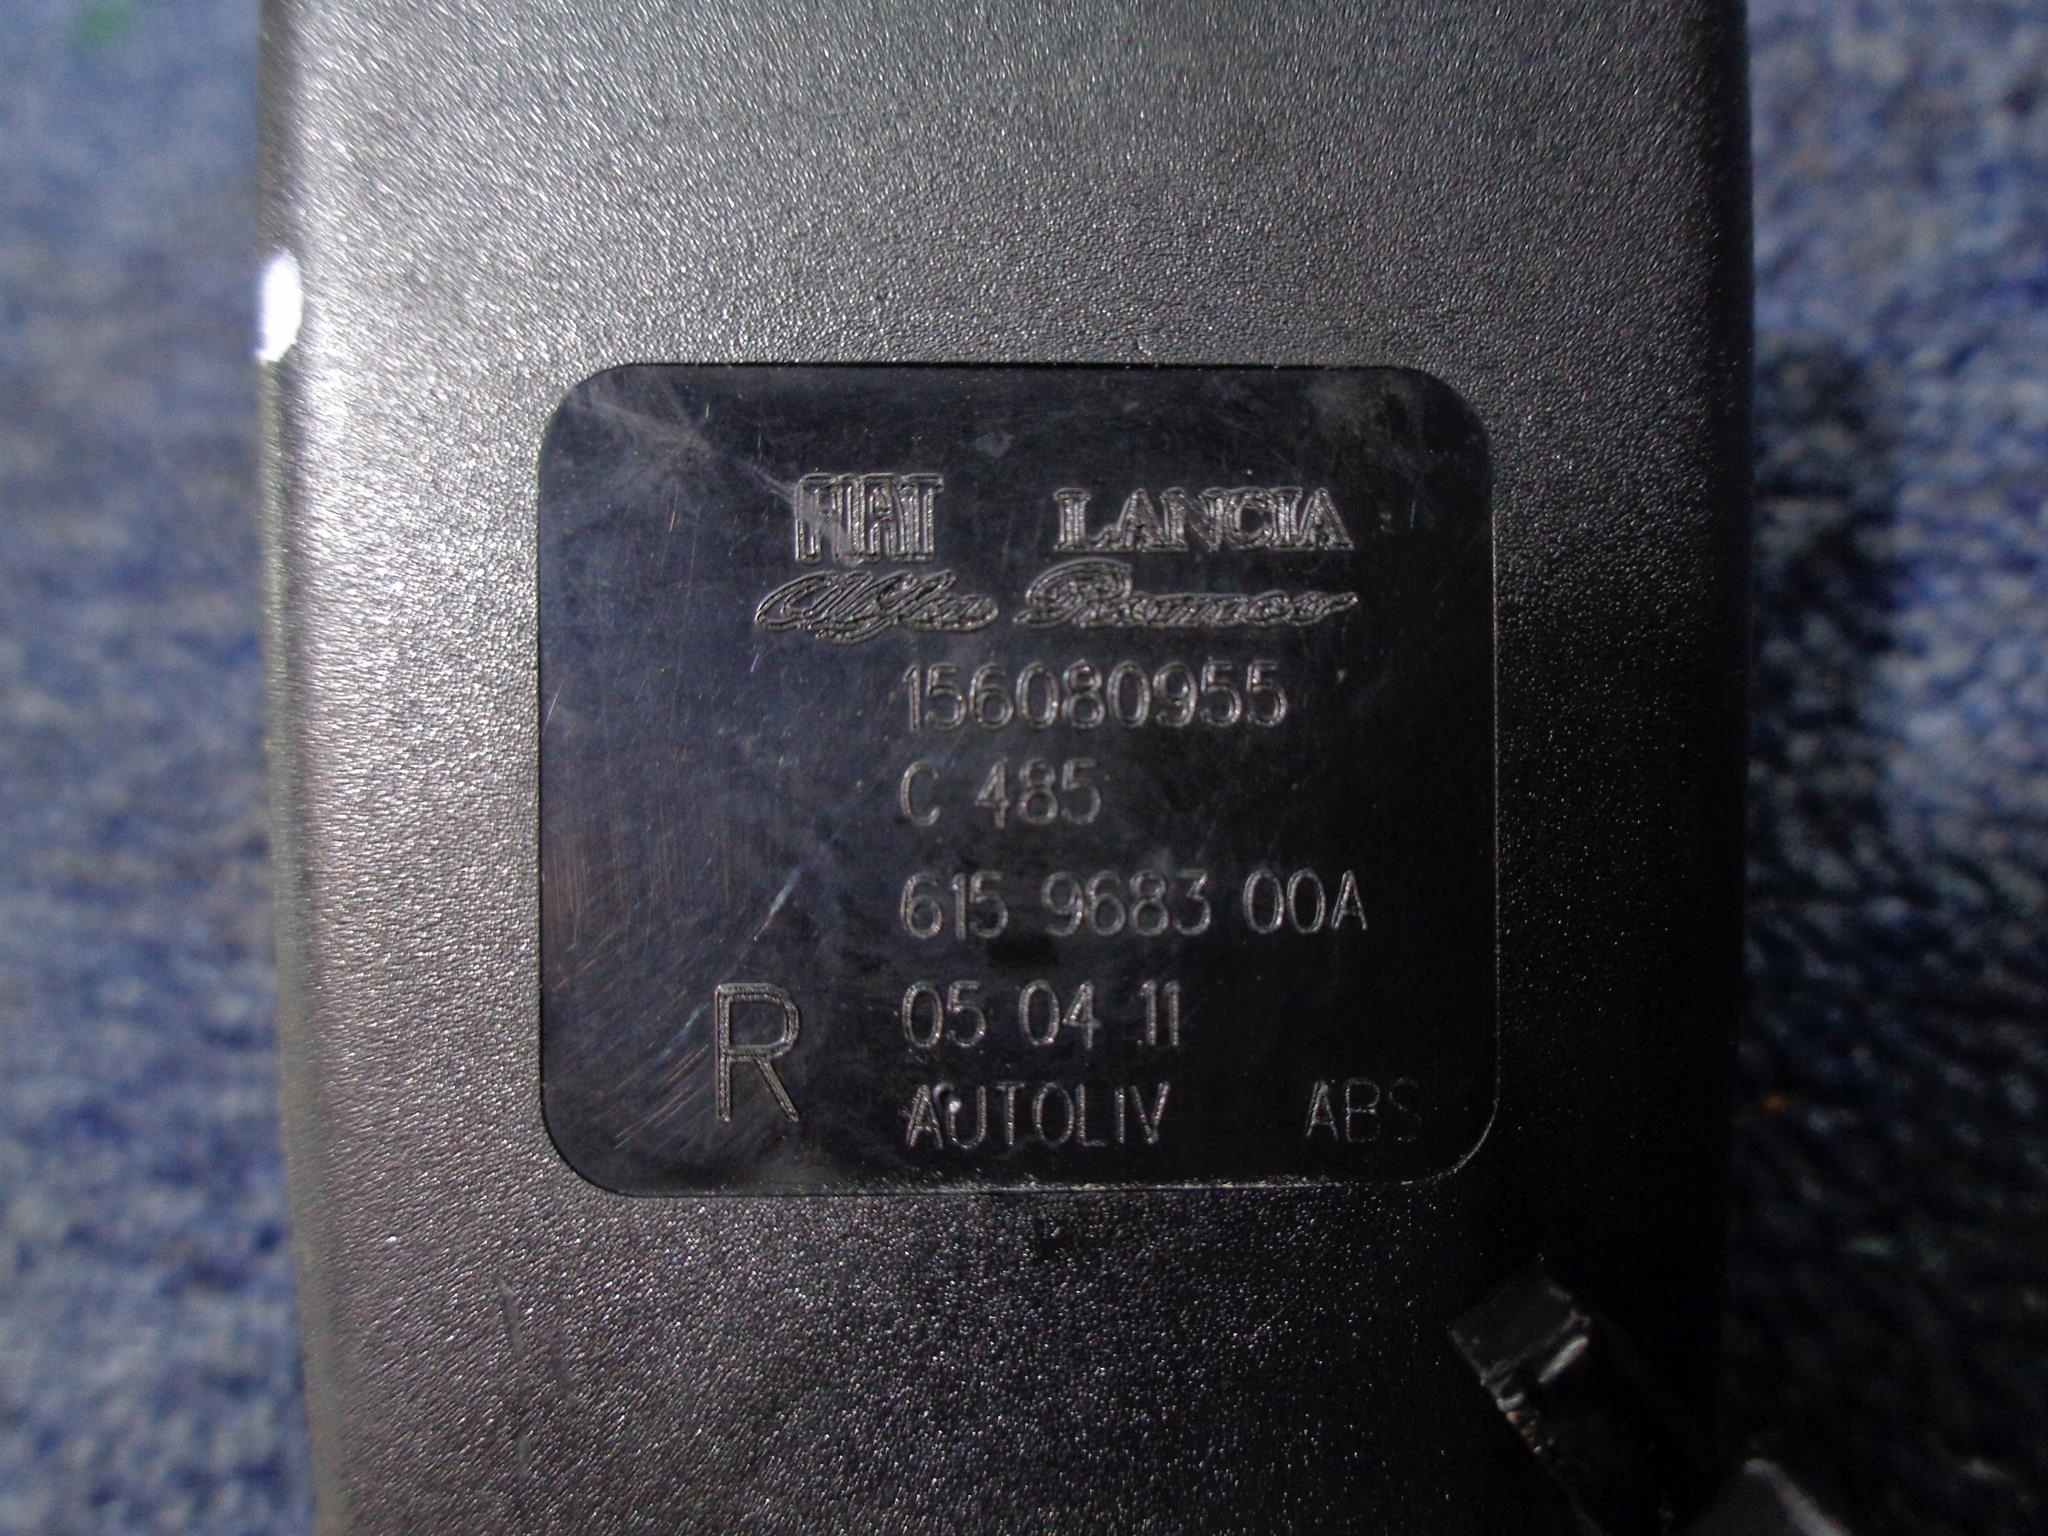 FIAT LANCIA
Alfa Romeo
156080955
C 485
615 9683 00A
R 05 04 11
AUTOLIV ABS